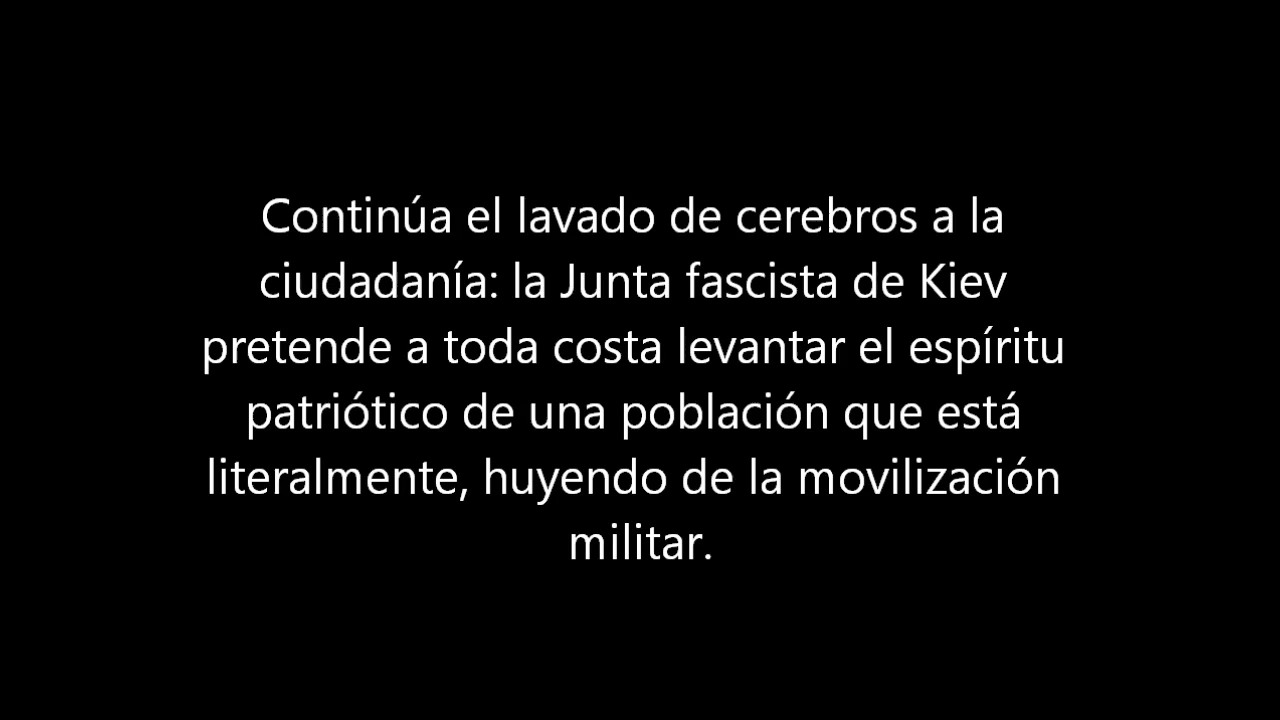 Continúa el lavado de cerebros a la
ciudadanía: la Junta fascista de Kiev
pretende a toda costa levantar el espíritu
patriótico de una población que está
literalmente, huyendo de la movilización
militar.